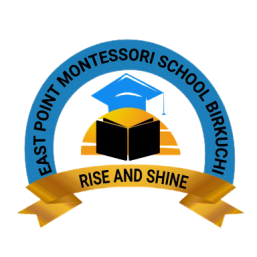 EAST POINT MONTESSORI SCHOOL BIRKUCHI
RISE AND SHINE